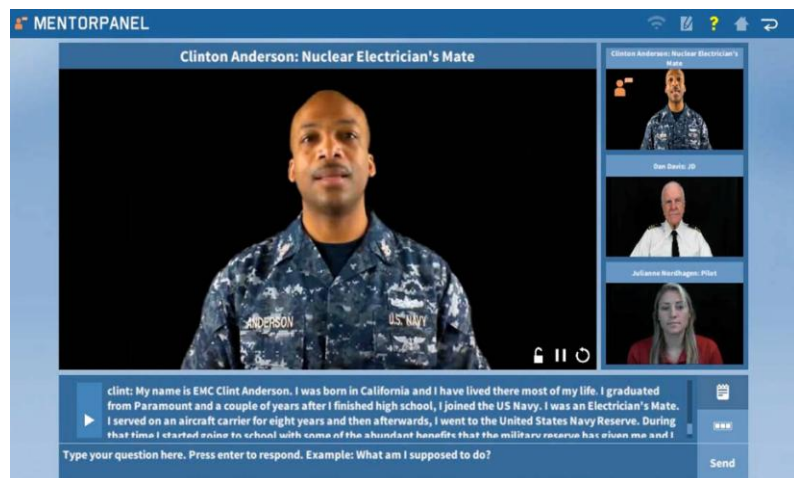 MENTORPANEL
?
Clinton Anderson: Nuclear Electrician's Mate
ANDERSON
U.S. NAVY
Clinton Anderson: Nuclear Electrician's
Mate
Dan Davis: JD
Julianne Nordhagen: Pilot
clint: My name is EMC Clint Anderson. I was born in California and I have lived there most of my life. I graduated
from Paramount and a couple of years after I finished high school, I joined the US Navy. I was an Electrician's Mate.
I served on an aircraft carrier for eight years and then afterwards, I went to the United States Navy Reserve. During
that time I started going to school with some of the abundant benefits that the military reserve has given me and I
Type your question here. Press enter to respond. Example: What am I supposed to do?
Send